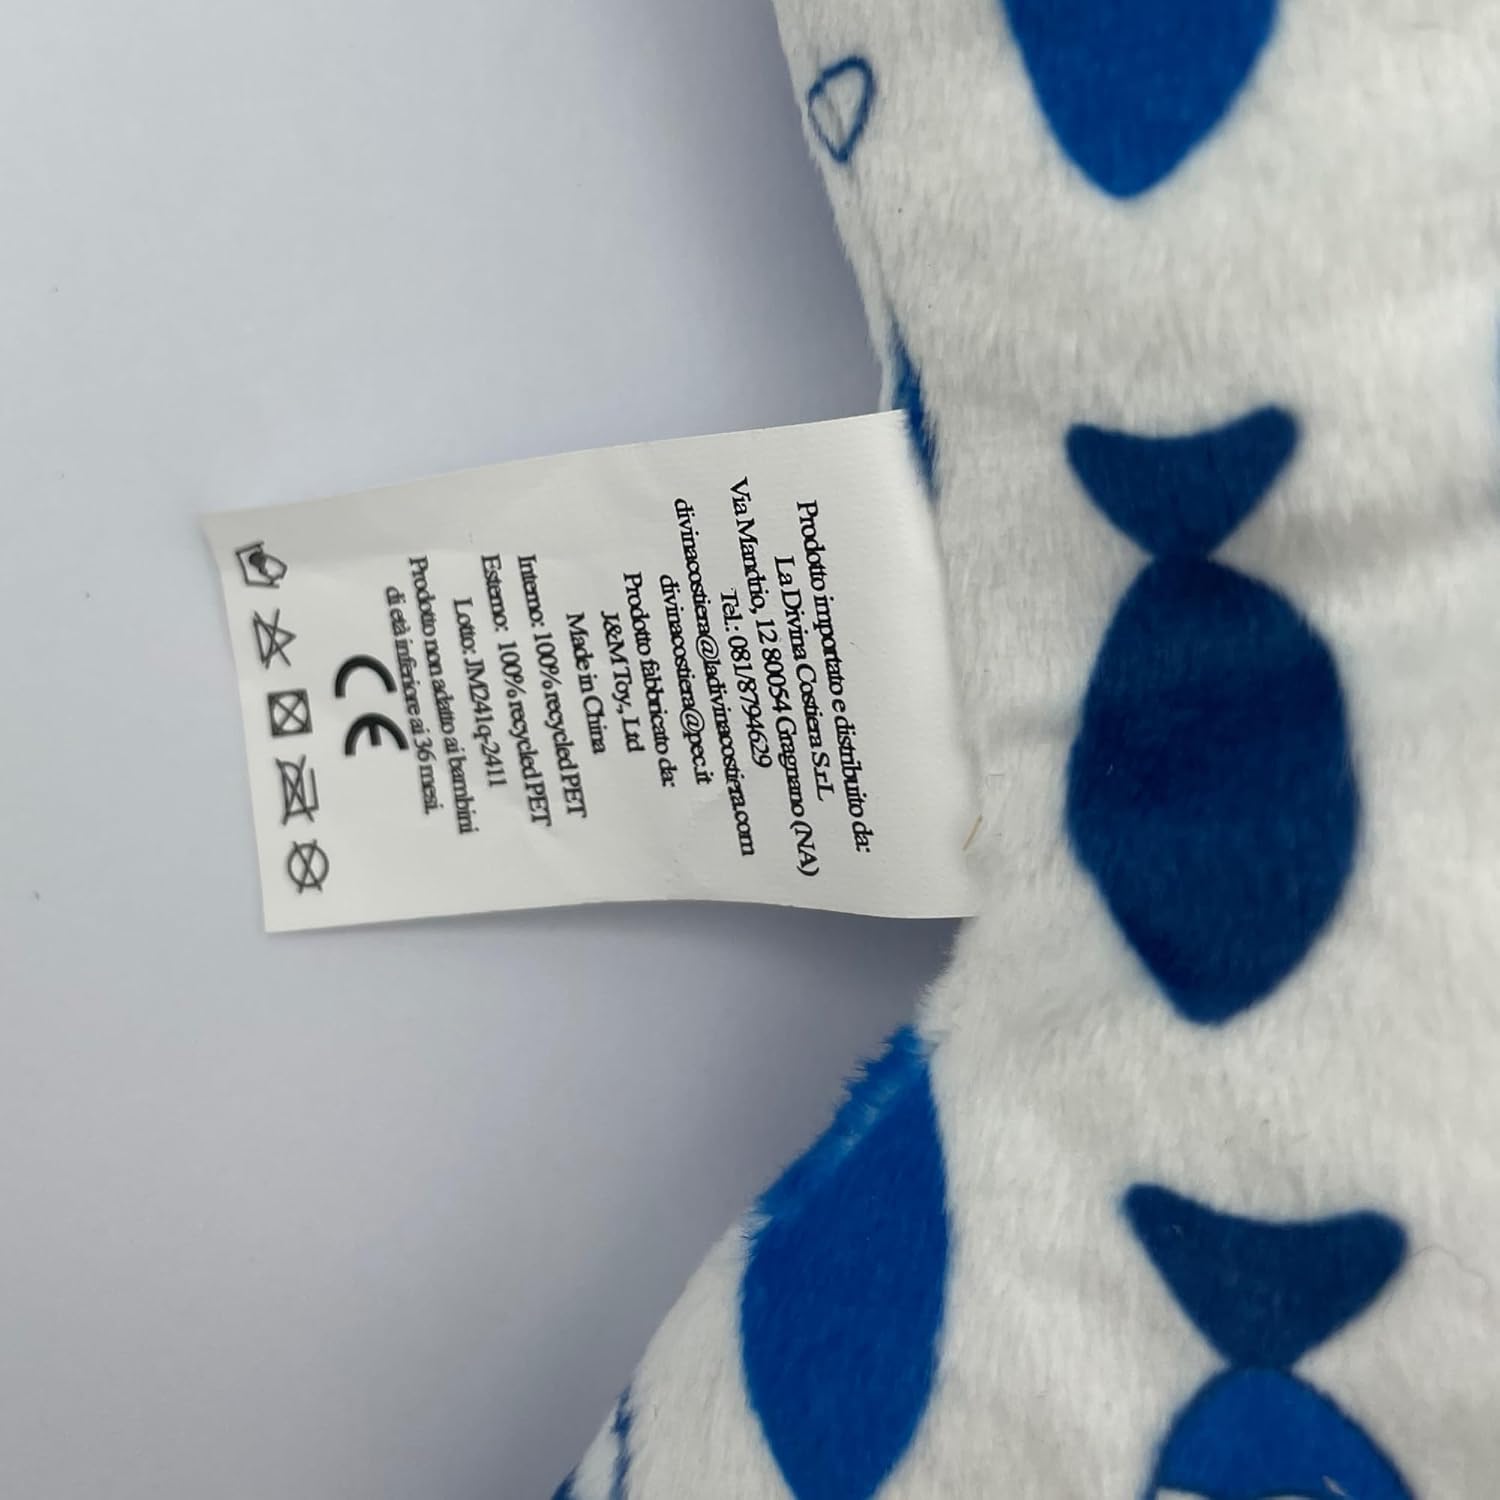 Prodotto importato e distribuito da:
La Divina Costiera S.r.L
Via Mandrio, 12 80054 Gragnano (NA)
Tel.: 081/8794629
divinacostiera@ladivinacostiera.com
divinacostiera@pec.it
Prodotto fabbricato da:
J&M Toy., Ltd
Made in China
Interno: 100% recycled PET
Esterno: 100% recycled PET
Lotto: JM241q-2411
Prodotto non adatto ai bambini
di età inferiore ai 36 mesi.
CE